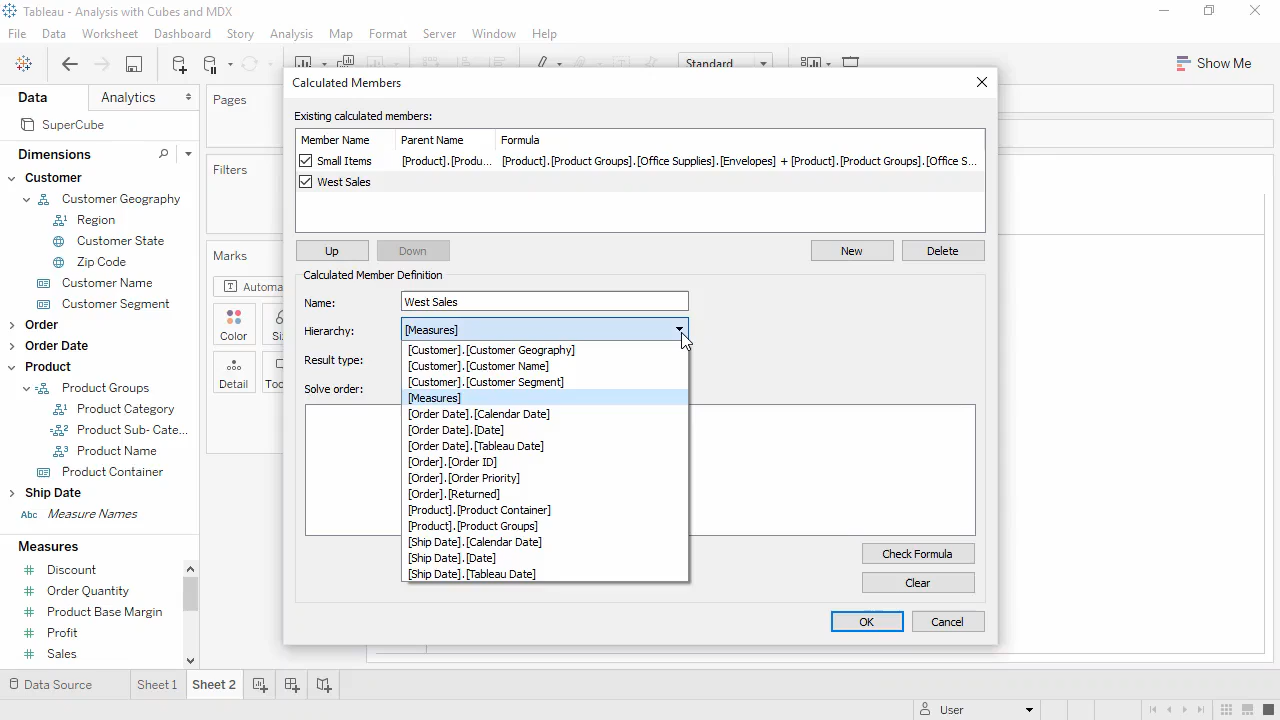 Tableau - Analysis with Cubes and MDX
File Data Worksheet Dashboard Story Analysis Map Format Server Window Help
Standard
Show Me
Data
Analytics
SuperCube
Dimensions
Customer
Customer Geography
Region
Customer State
Zip Code
Customer Name
Customer Segment
Order
Order Date
Product
Product Groups
Product Category
Product Sub- Cate...
Product Name
Product Container
Ship Date
Abc Measure Names
Measures
Discount
Order Quantity
Product Base Margin
Profit
Sales
Pages
Filters
Marks
Automa
Color
Detail
Calculated Members
Existing calculated members:
Member Name Parent Name Formula
Small Items [Product].[Produ... [Product].[Product Groups].[Office Supplies].[Envelopes] + [Product].[Product Groups].[Office S...
West Sales
Up
Down
New
Delete
Calculated Member Definition
Name: West Sales
Hierarchy: [Measures]
Result type:
Solve order:
[Customer].[Customer Geography]
[Customer].[Customer Name]
[Customer].[Customer Segment]
[Measures]
[Order Date].[Calendar Date]
[Order Date].[Date]
[Order Date].[Tableau Date]
[Order].[Order ID]
[Order].[Order Priority]
[Order].[Returned]
[Product].[Product Container]
[Product].[Product Groups]
[Ship Date].[Calendar Date]
[Ship Date].[Date]
[Ship Date].[Tableau Date]
Check Formula
Clear
OK
Cancel
Data Source
Sheet 1
Sheet 2
User